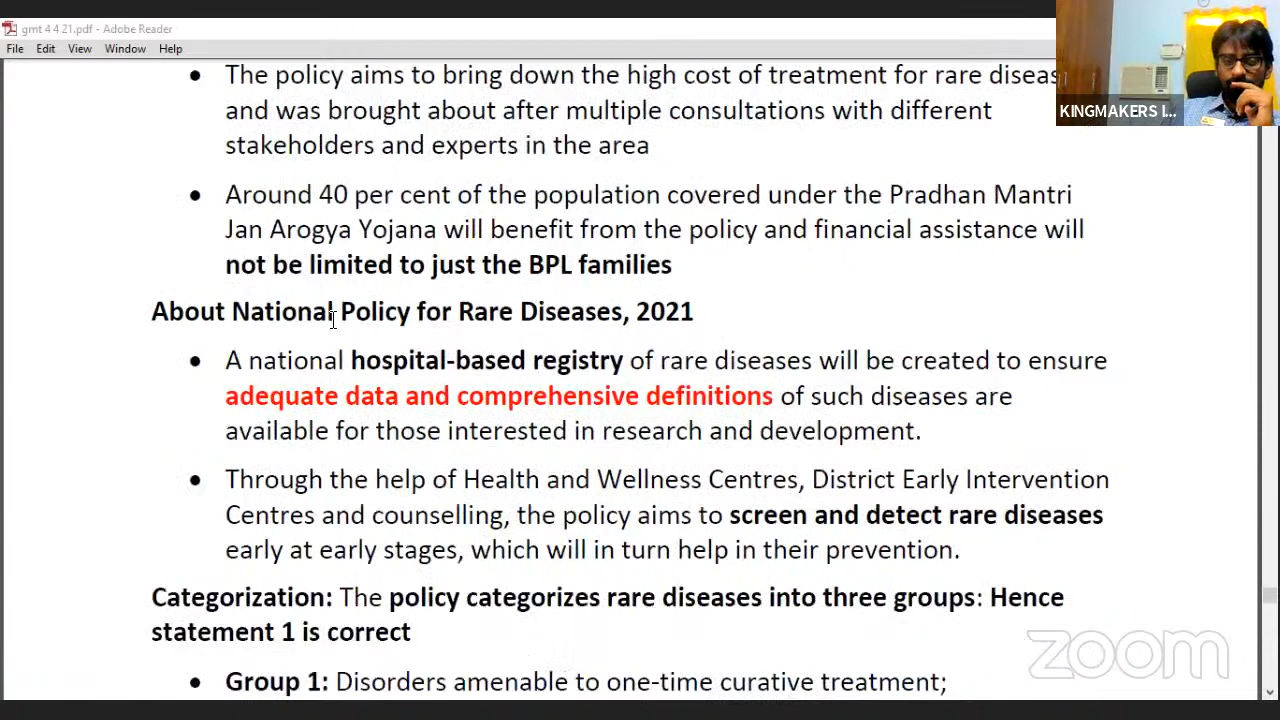 gmt 4 4 21.pdf - Adobe Reader
File Edit View Window Help
• The policy aims to bring down the high cost of treatment for rare diseas
and was brought about after multiple consultations with different
stakeholders and experts in the area
• Around 40 per cent of the population covered under the Pradhan Mantri
Jan Arogya Yojana will benefit from the policy and financial assistance will
not be limited to just the BPL families
About National Policy for Rare Diseases, 2021
• A national hospital-based registry of rare diseases will be created to ensure
adequate data and comprehensive definitions of such diseases are
available for those interested in research and development.
• Through the help of Health and Wellness Centres, District Early Intervention
Centres and counselling, the policy aims to screen and detect rare diseases
early at early stages, which will in turn help in their prevention.
Categorization: The policy categorizes rare diseases into three groups: Hence
statement 1 is correct
• Group 1: Disorders amenable to one-time curative treatment;
KINGMAKERS I...
zoom